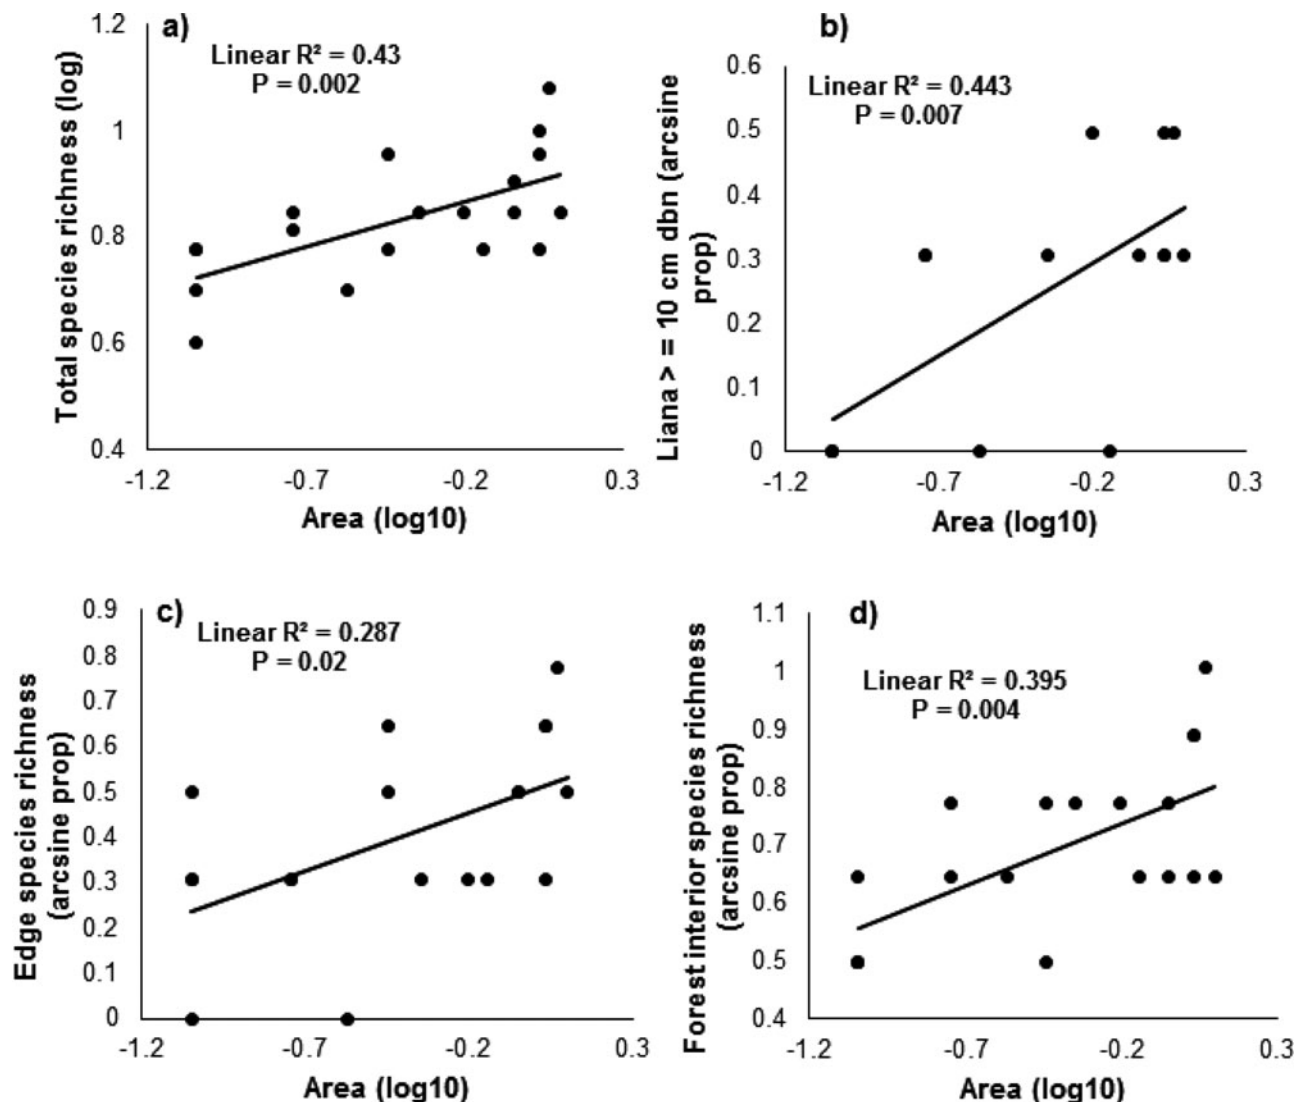 a)
Linear R² = 0.43
P = 0.002
Total species richness (log)
1.2
1
0.8
0.6
0.4
-1.2
-0.7
-0.2
0.3
Area (log10)
b)
Linear R² = 0.443
P = 0.007
Liana > = 10 cm dbn (arcsine
prop)
0.6
0.5
0.4
0.3
0.2
0.1
0
-1.2
-0.7
-0.2
0.3
Area (log10)
c)
Linear R² = 0.287
P = 0.02
Edge species richness
(arcsine prop)
0.9
0.8
0.7
0.6
0.5
0.4
0.3
0.2
0.1
0
-1.2
-0.7
-0.2
0.3
Area (log10)
d)
Linear R² = 0.395
P = 0.004
Forest interior species richness
(arcsine prop)
1.1
1
0.9
0.8
0.7
0.6
0.5
0.4
-1.2
-0.7
-0.2
0.3
Area (log10)